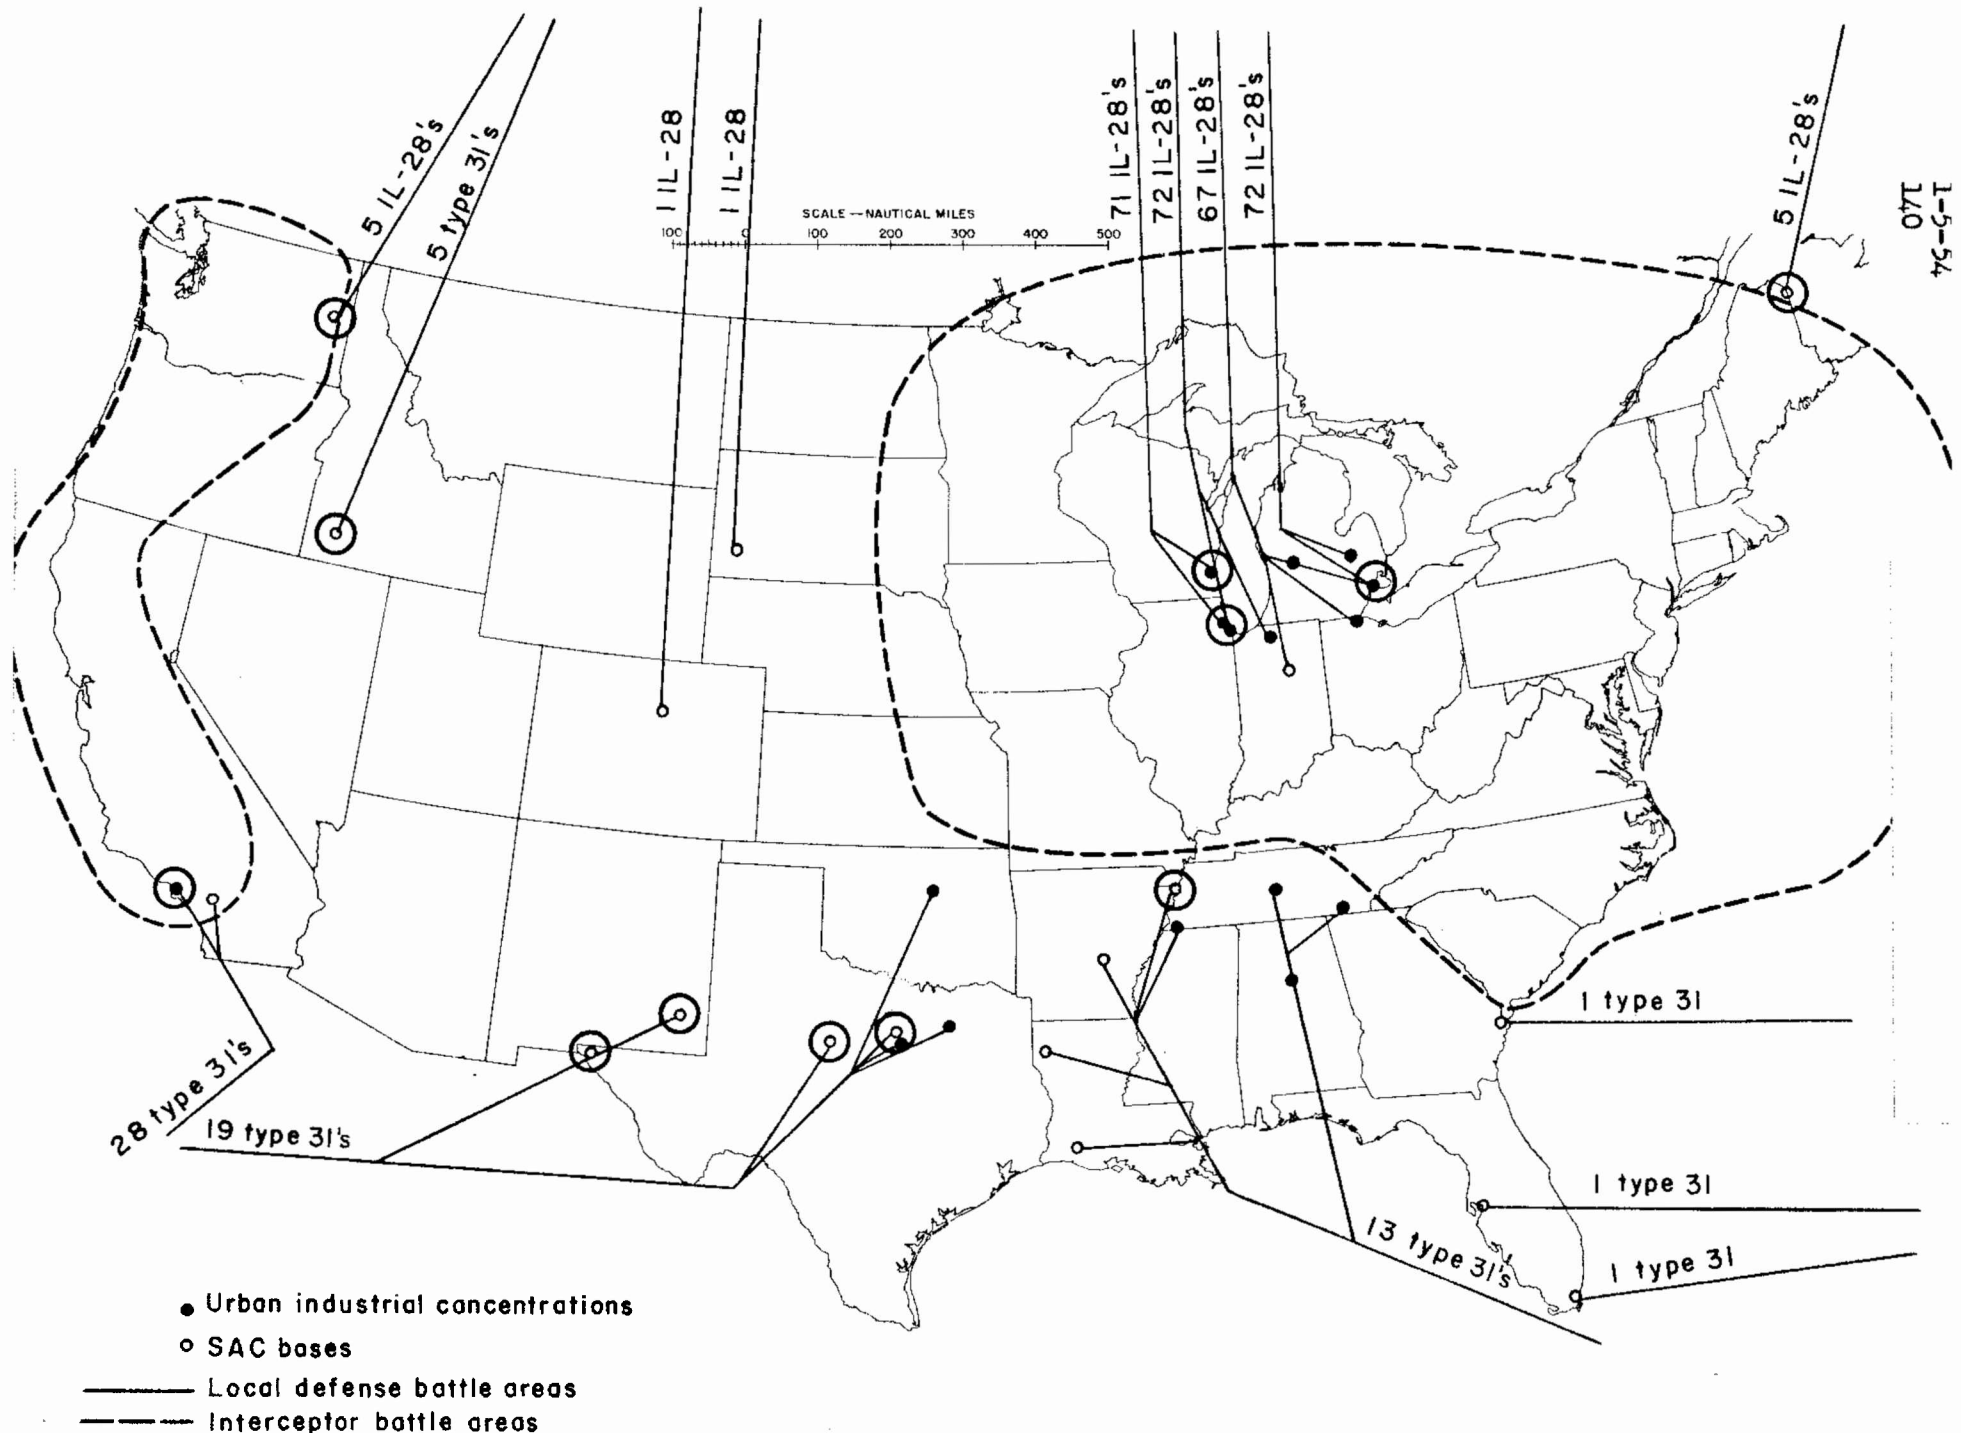 5 IL-28's
5 type 31's
1 IL-28
1 IL-28
SCALE—NAUTICAL MILES
100 0 100 200 300 400 500
71 IL-28's
72 IL-28's
67 IL-28's
72 IL-28's
5 IL-28's
1-5-54
140
28 type 31's
19 type 31's
1 type 31
1 type 31
13 type 31's
1 type 31
Urban industrial concentrations
SAC bases
Local defense battle areas
Interceptor battle areas